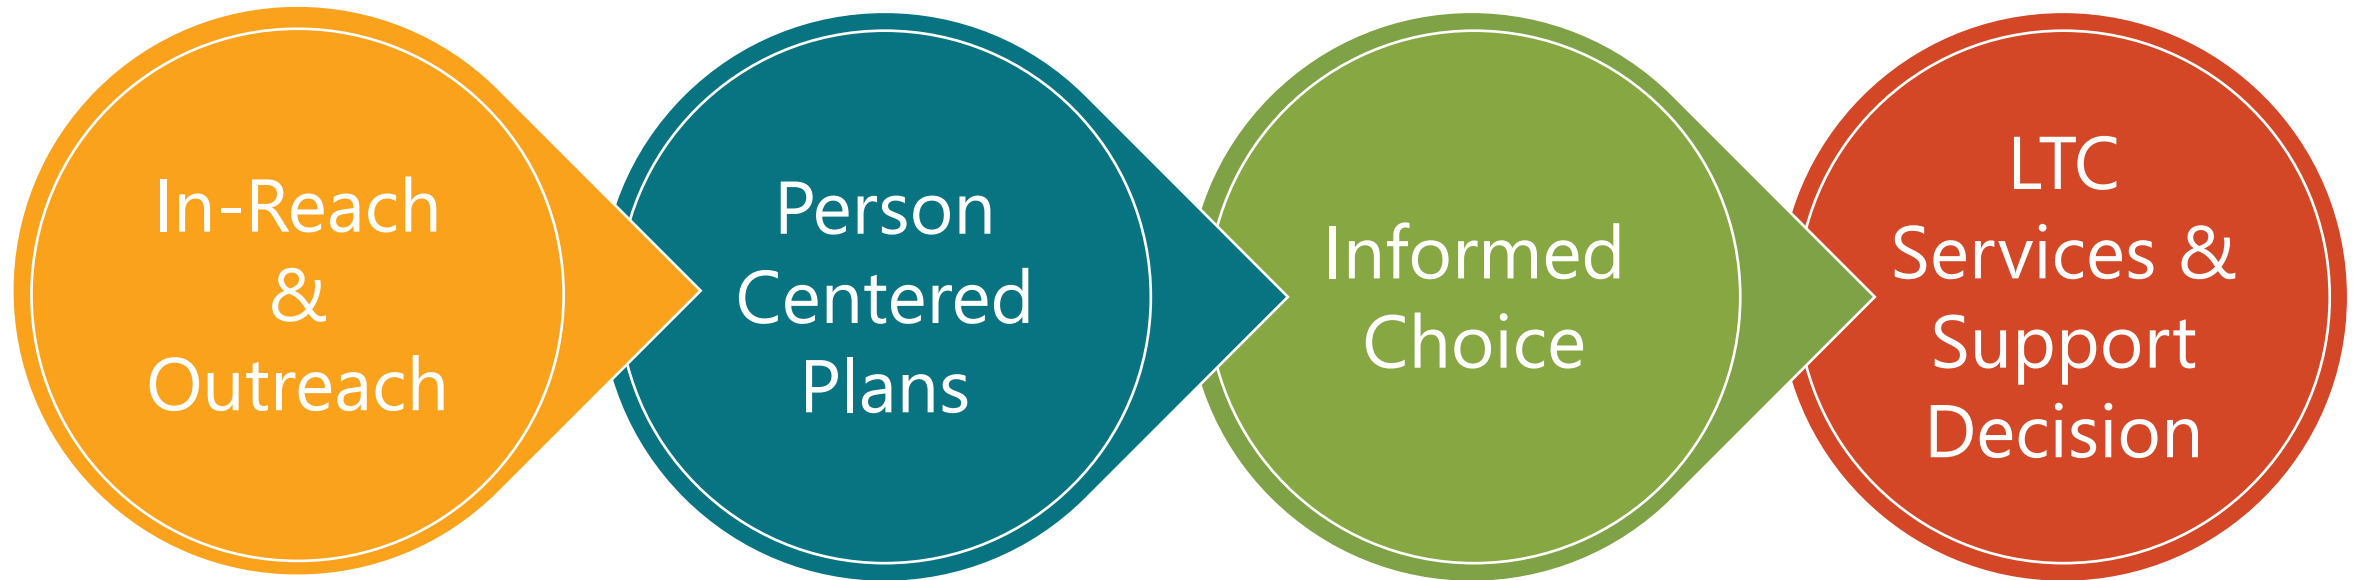 In-Reach
&
Outreach
Person
Centered
Plans
Informed
Choice
LTC
Services &
Support
Decision